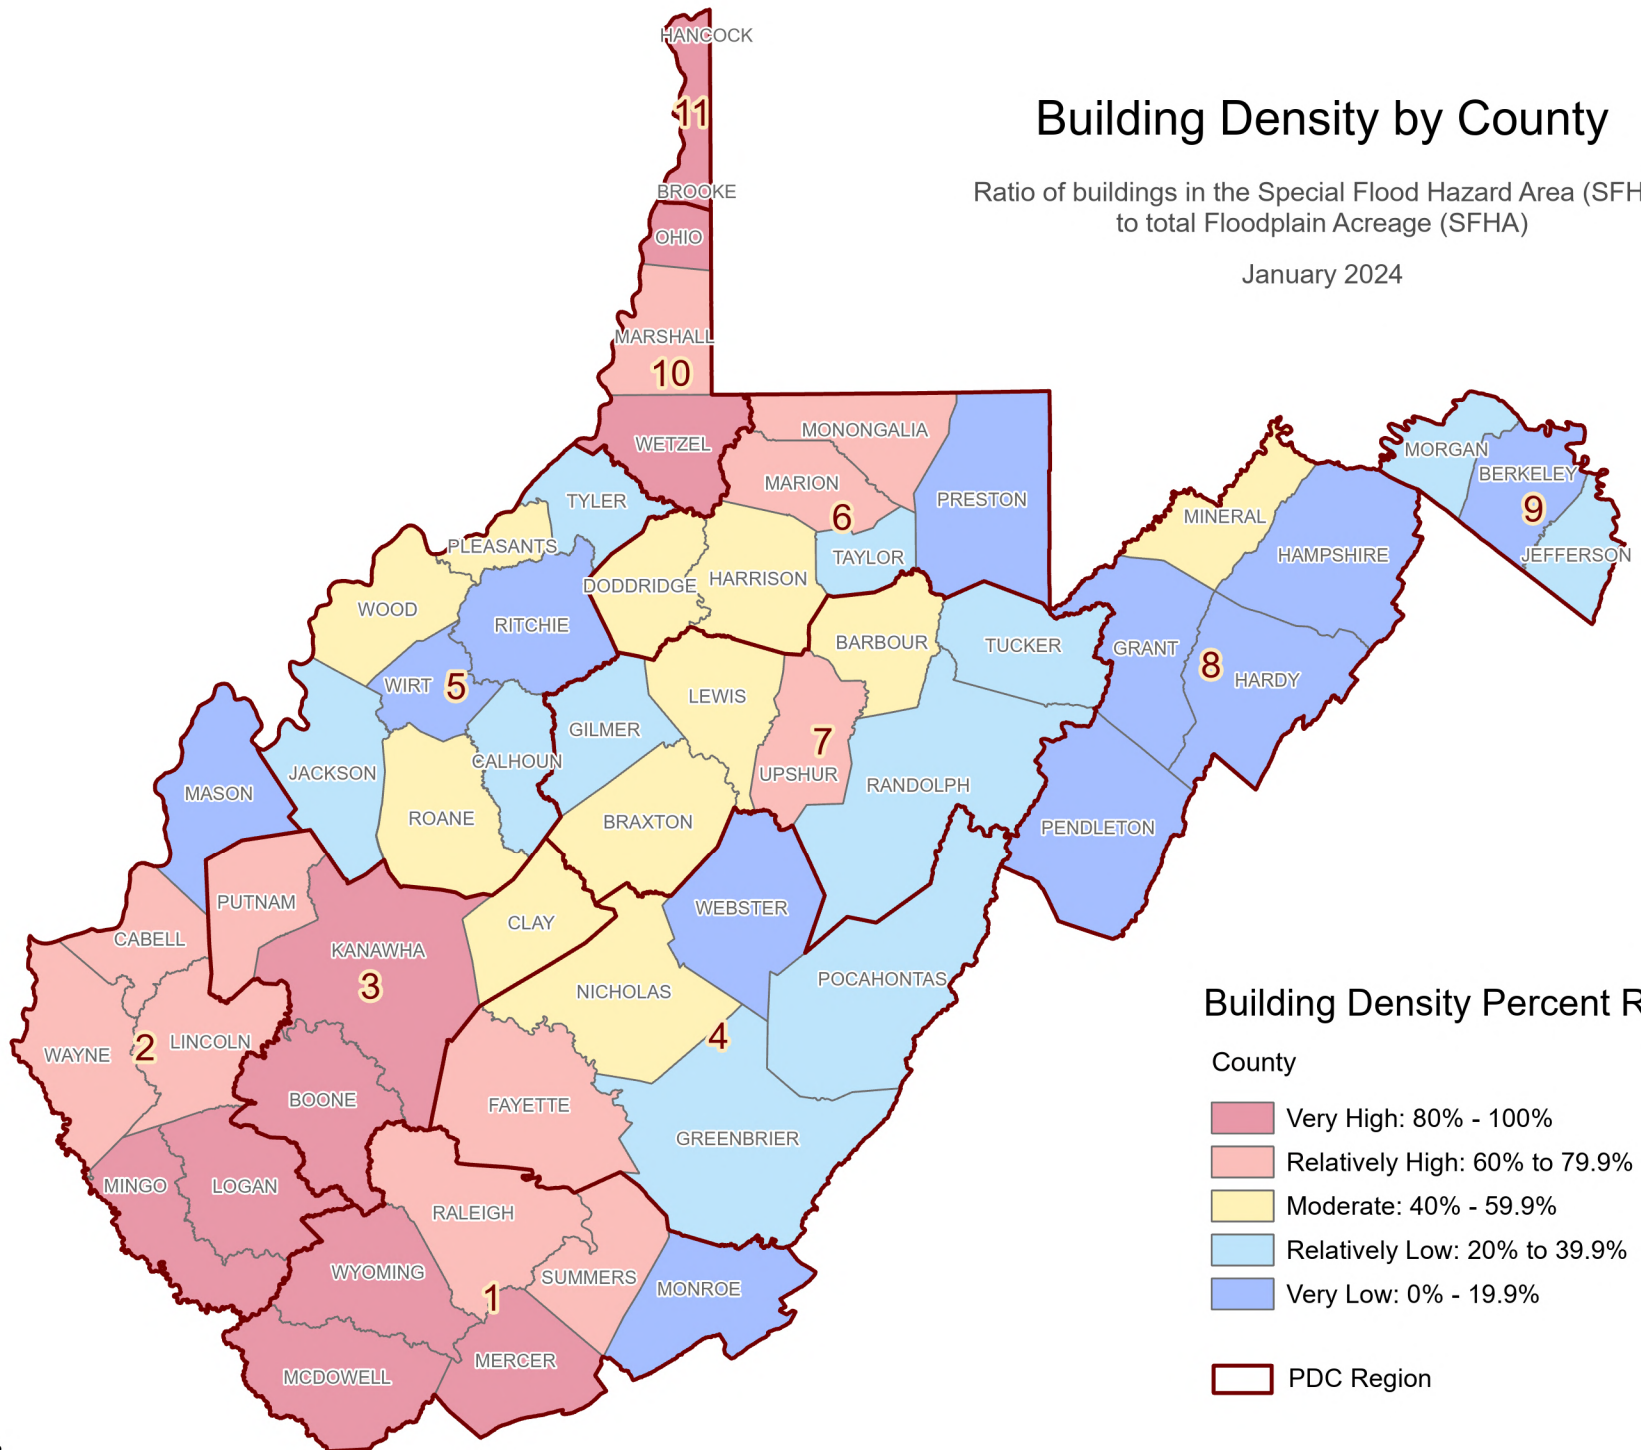 HANCOCK
11
Building Density by County
BROOKE
Ratio of buildings in the Special Flood Hazard Area (SFH
to total Floodplain Acreage (SFHA)
OHIO
January 2024
MARSHALL
10
WETZEL
MONONGALIA
MORGAN
BERKELEY
MARION
TYLER
PRESTON
9
6
MINERAL
PLEASANTS
TAYLOR
HAMPSHIRE
JEFFERSON
DODDRIDGE
HARRISON
WOOD
RITCHIE
BARBOUR
TUCKER
GRANT
8
HARDY
WIRT
5
LEWIS
GILMER
7
CALHOUN
JACKSON
UPSHUR
RANDOLPH
MASON
ROANE
BRAXTON
PENDLETON
PUTNAM
WEBSTER
CLAY
CABELL
KANAWHA
3
POCAHONTAS
NICHOLAS
Building Density Percent R
4
LINCOLN
2
WAYNE
County
BOONE
FAYETTE
Very High: 80% - 100%
GREENBRIER
Relatively High: 60% to 79.9%
MINGO
LOGAN
RALEIGH
Moderate: 40% - 59.9%
Relatively Low: 20% to 39.9%
WYOMING
SUMMERS
MONROE
1
Very Low: 0% - 19.9%
MERCER
MCDOWELL
PDC Region